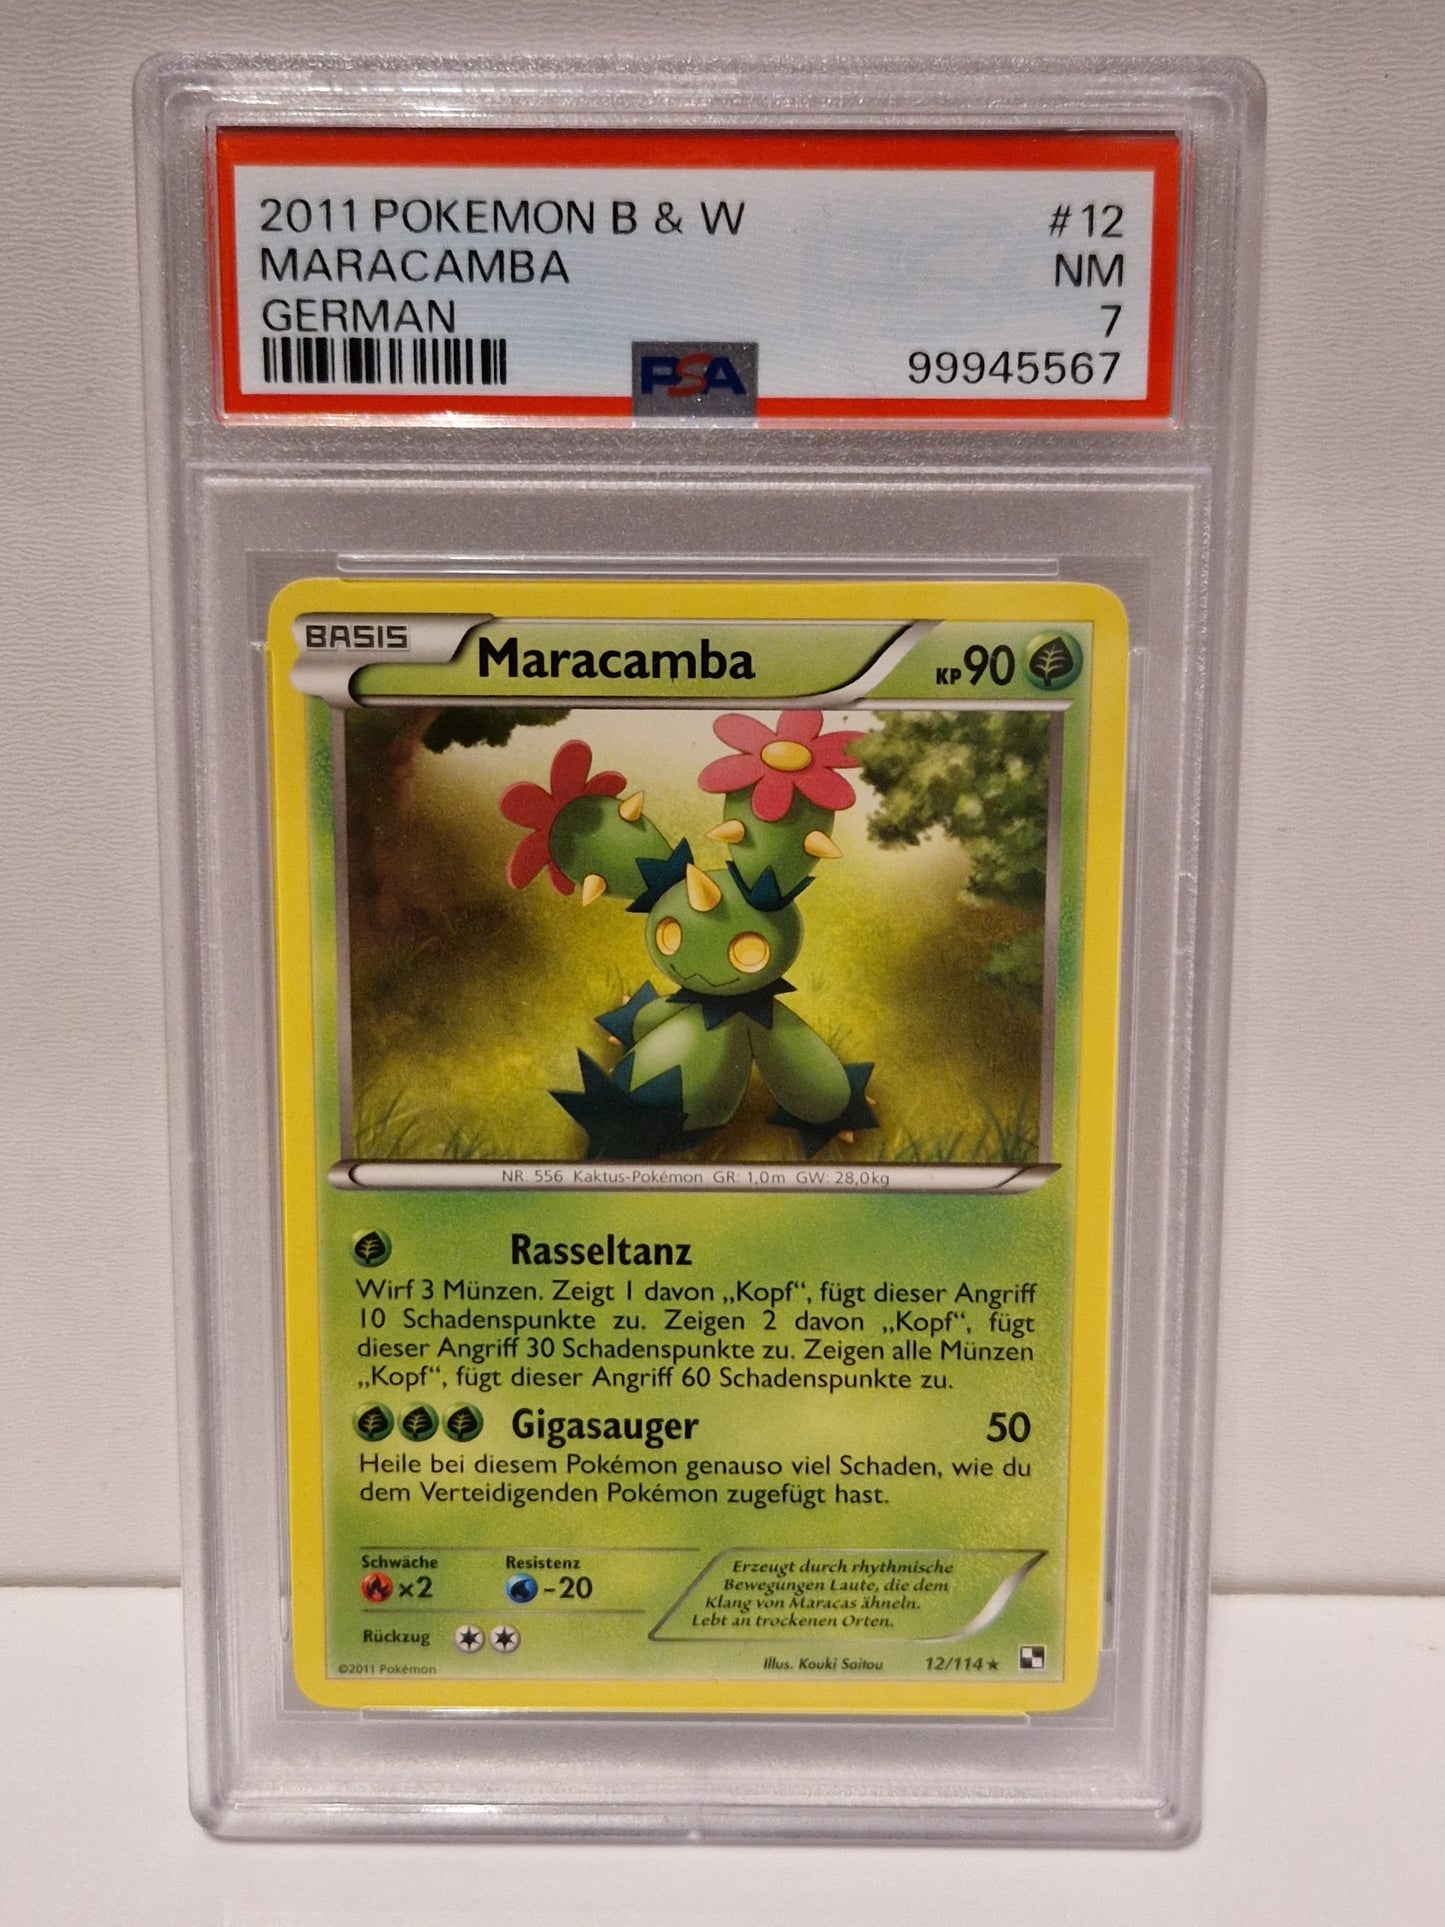 2011 POKEMON B & W #12
MARACAMBA NM
GERMAN 7
PSA 99945567
BASIS Maracamba KP 90
NR. 556 Kaktus-Pokémon GR: 1,0m GW: 28,0kg
Rasseltanz
Wirf 3 Münzen. Zeigt 1 davon „Kopf“, fügt dieser Angriff
10 Schadenspunkte zu. Zeigen 2 davon „Kopf“, fügt
dieser Angriff 30 Schadenspunkte zu. Zeigen alle Münzen
„Kopf“, fügt dieser Angriff 60 Schadenspunkte zu.
Gigasauger 50
Heile bei diesem Pokémon genauso viel Schaden, wie du
dem Verteidigenden Pokémon zugefügt hast.
Schwäche Resistenz
×2 -20
Rückzug
Erzeugt durch rhythmische
Bewegungen Laute, die dem
Klang von Maracas ähneln.
Lebt an trockenen Orten.
©2011 Pokémon Illus. Kouki Saitou 12/114★